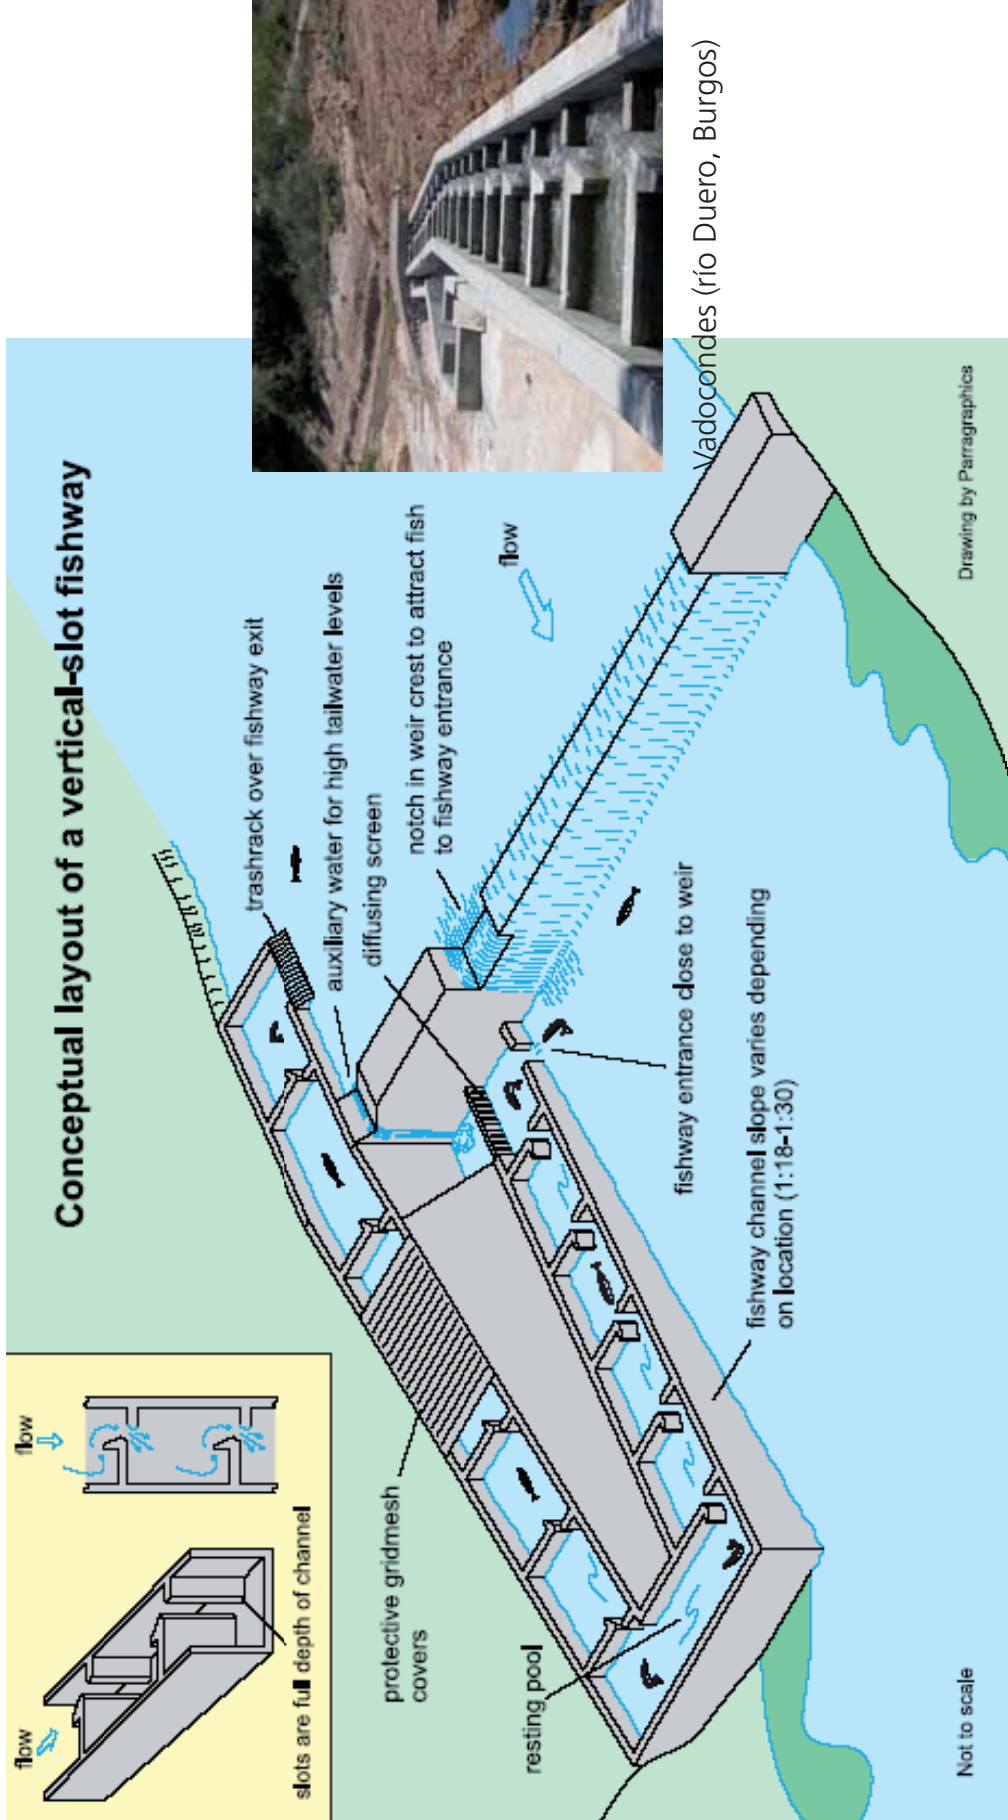 Conceptual layout of a vertical-slot fishway
flow
flow
slots are full depth of channel
trashrack over fishway exit
auxiliary water for high tailwater levels
diffusing screen
notch in weir crest to attract fish
to fishway entrance
flow
protective gridmesh
covers
resting pool
fishway entrance close to weir
fishway channel slope varies depending
on location (1:18-1:30)
Not to scale
Drawing by Parragraphics
Vadocondes (río Duero, Burgos)